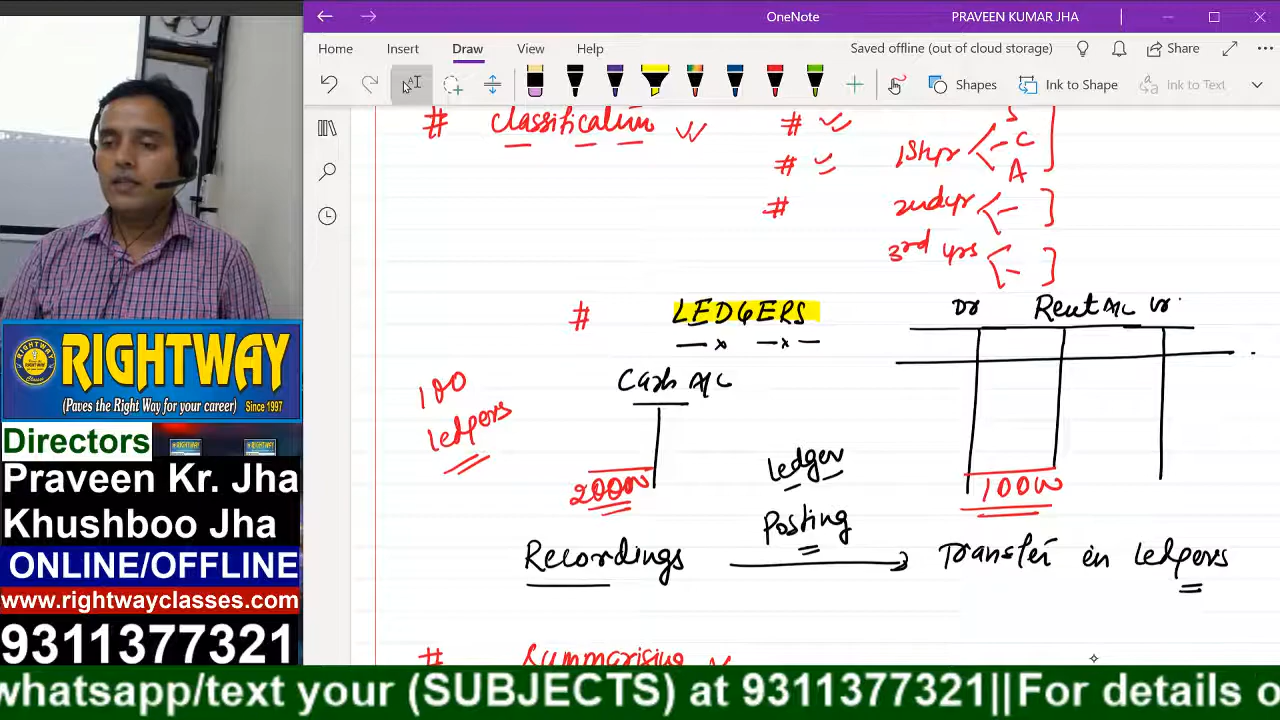 OneNote
PRAVEEN KUMAR JHA
Home
Insert
Draw
View
Help
Saved offline (out of cloud storage)
Share
Shapes
Ink to Shape
Ink to Text
# classification
#
#
#
1st yr
S
C
A
2nd yr
3rd yrs
# LEDGERS
Dr Rent A/c Cr
Cash A/c
100
ledgers
20000
10000
Ledger
Posting
Recordings
Transfer in ledgers
# Summarising
RIGHTWAY
(Paves the Right Way for your career) Since 1997
Directors
Praveen Kr. Jha
Khushboo Jha
ONLINE/OFFLINE
www.rightwayclasses.com
9311377321
whatsapp/text your (SUBJECTS) at 9311377321||For details o